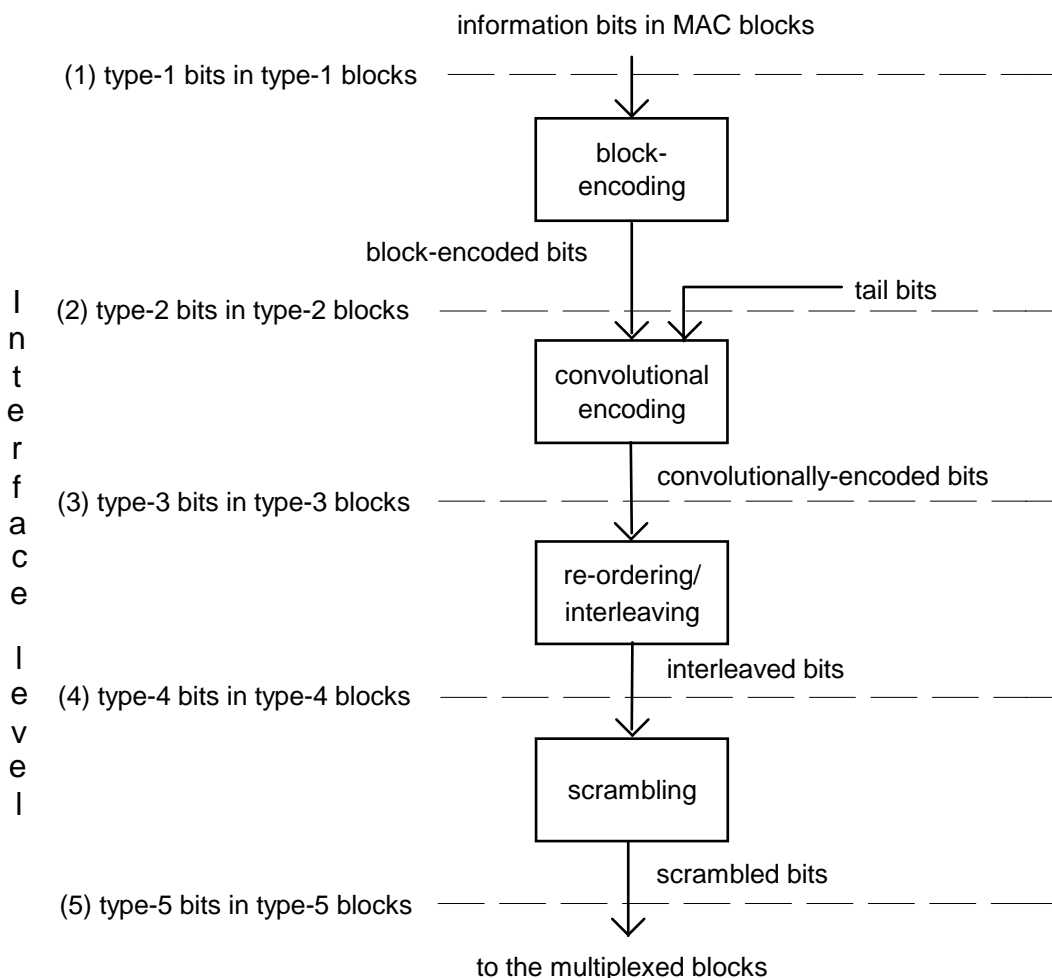 information bits in MAC blocks
(1) type-1 bits in type-1 blocks
block-
encoding
block-encoded bits
tail bits
(2) type-2 bits in type-2 blocks
convolutional
encoding
convolutionally-encoded bits
(3) type-3 bits in type-3 blocks
re-ordering/
interleaving
interleaved bits
(4) type-4 bits in type-4 blocks
scrambling
scrambled bits
(5) type-5 bits in type-5 blocks
to the multiplexed blocks
Interface level